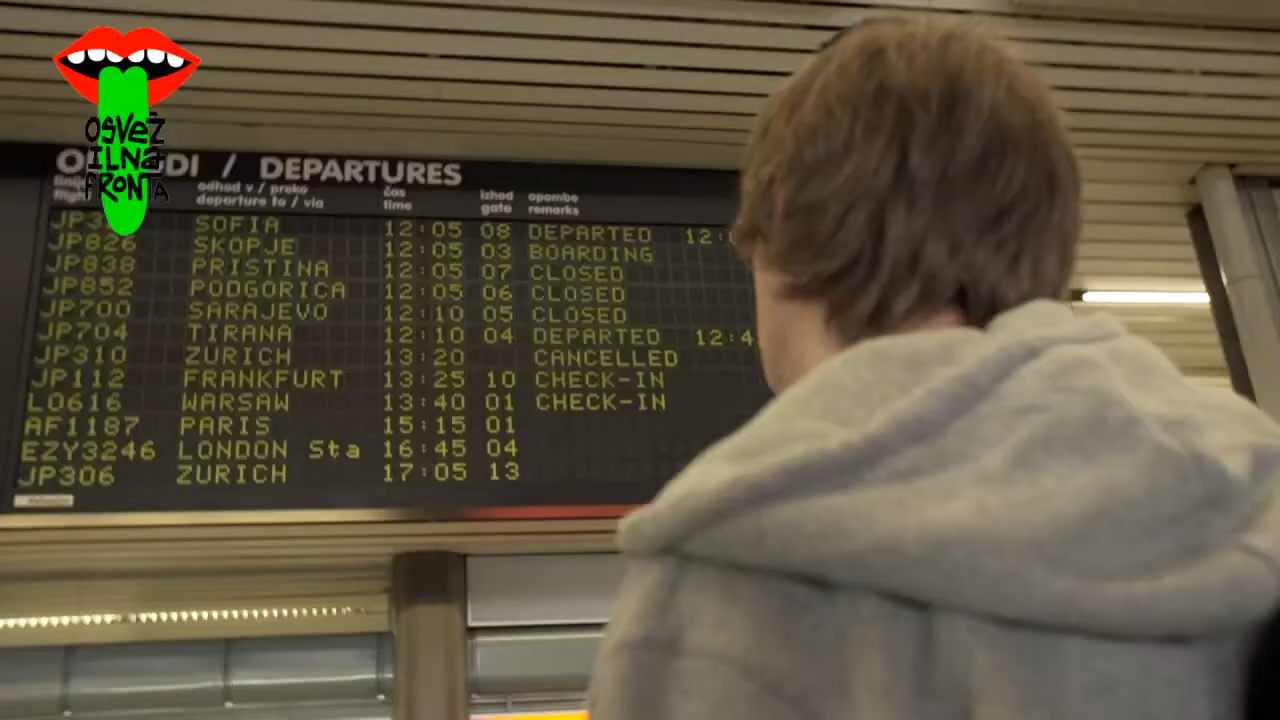 OSVEŽ
ILNA
FRONTA
/ DEPARTURES
odhod v / preko čas izhod opombe
flight departure to / via time gate remarks
SOFIA 12:05 08 DEPARTED
JP826 SKOPJE 12:05 03 BOARDING
JP838 PRISTINA 12:05 07 CLOSED
JP852 PODGORICA 12:05 06 CLOSED
JP700 SARAJEVO 12:10 05 CLOSED
JP704 TIRANA 12:10 04 DEPARTED 12:4
JP310 ZURICH 13:20 CANCELLED
JP112 FRANKFURT 13:25 10 CHECK-IN
LO616 WARSAW 13:40 01 CHECK-IN
AF1187 PARIS 15:15 01
EZY3246 LONDON Sta 16:45 04
JP306 ZURICH 17:05 13